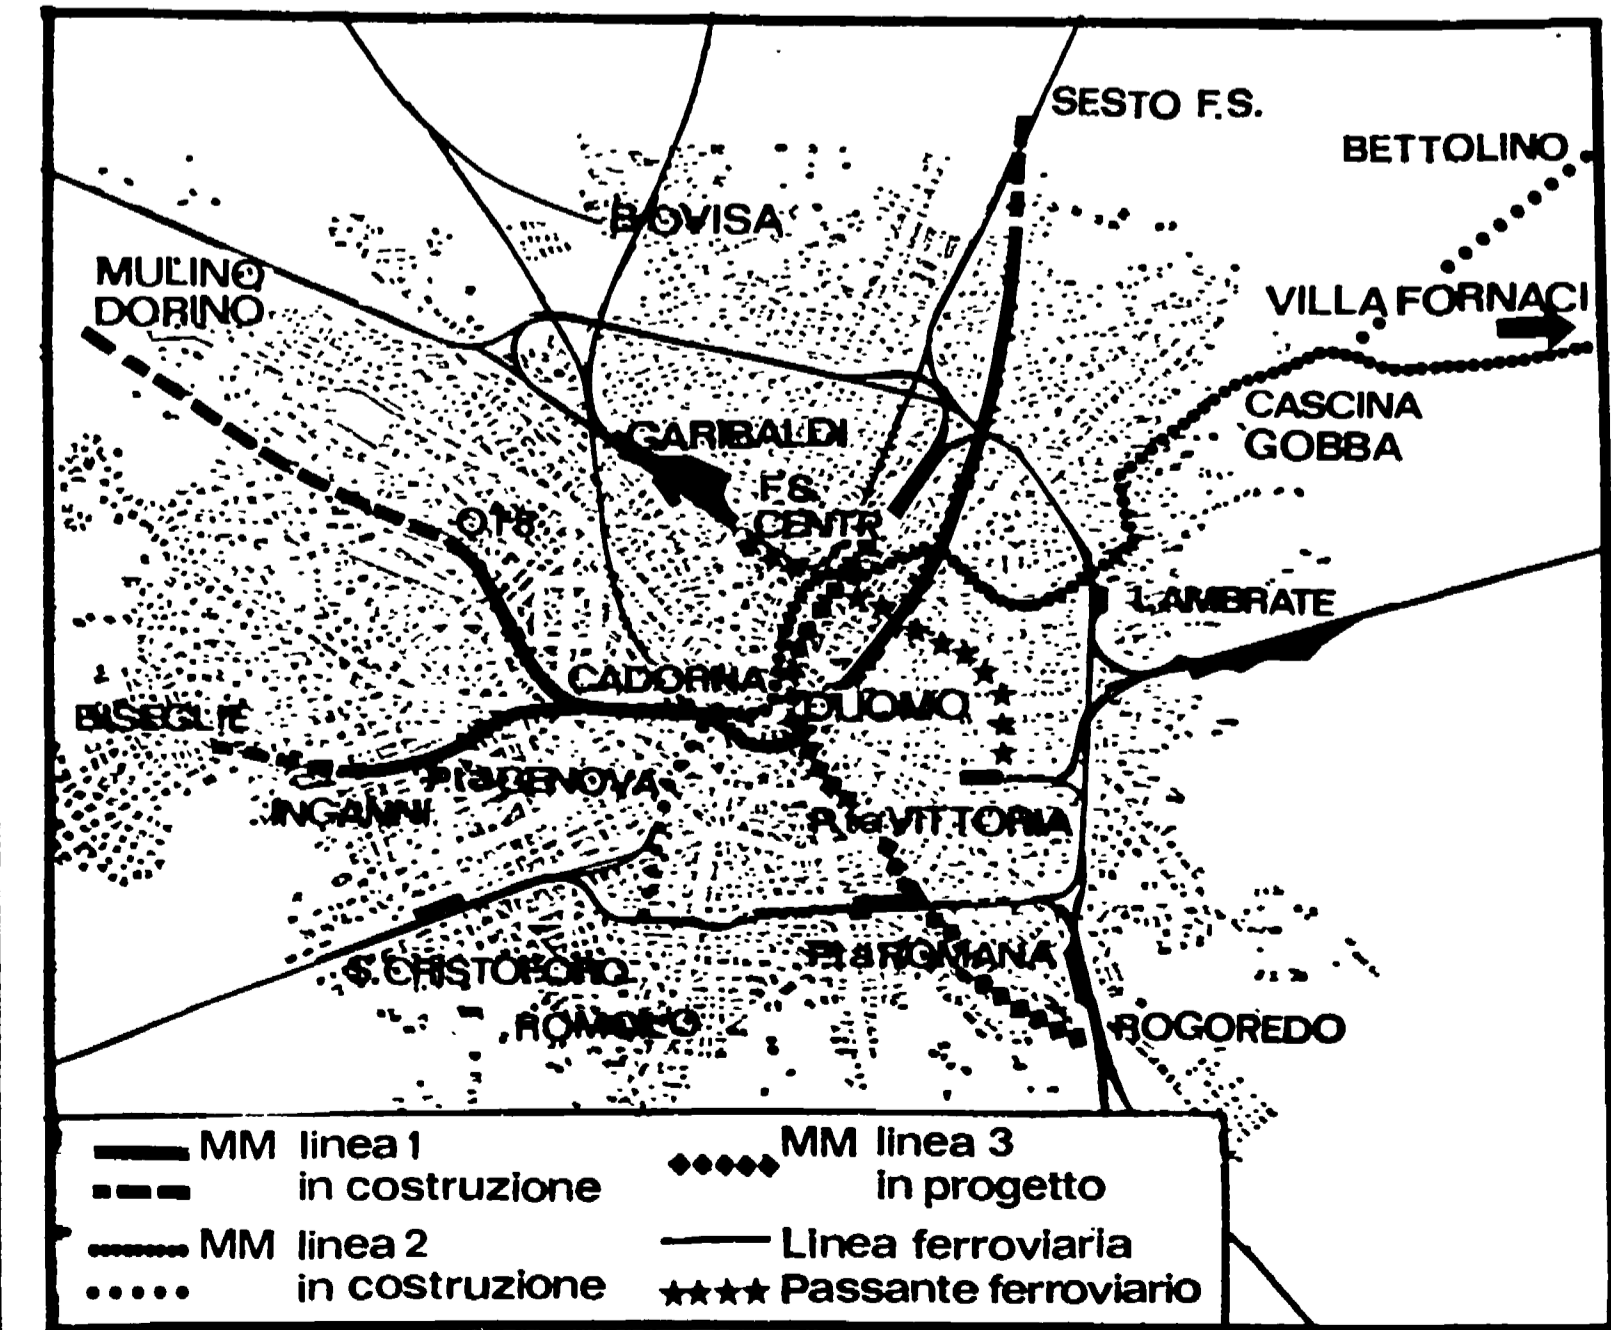 SESTO F.S.
BETTOLINO
BOVISA
MULINO
DORINO
VILLA FORNACI
CASCINA
GOBBA
GARIBALDI
F.S.
CENTR
QT8
LAMBRATE
CADORNA
DUOMO
BISEGLIE
P.ta GENOVA
INGANNI
P.ta VITTORIA
P.ta ROMANA
S. CRISTOFORO
ROMOLO
ROGOREDO
MM linea 1
in costruzione
MM linea 2
in costruzione
MM linea 3
in progetto
Linea ferroviaria
Passante ferroviario